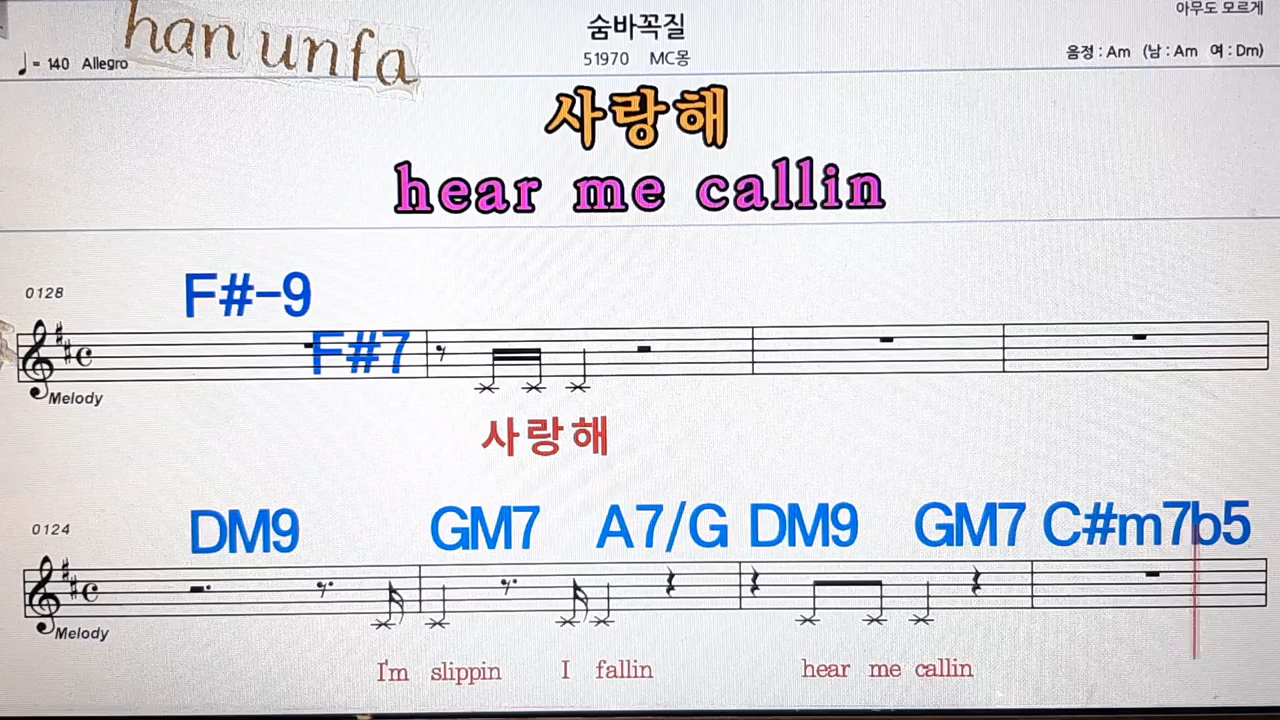 han unfa
숨바꼭질
아무도 모르게
♩= 140 Allegro
51970 MC몽
음정 : Am (남 : Am 여 : Dm)
사랑해
hear me callin
0128
F#-9
F#7
Melody
사랑해
0124
DM9 GM7 A7/G DM9 GM7 C#m7b5
Melody
I'm slippin I fallin hear me callin